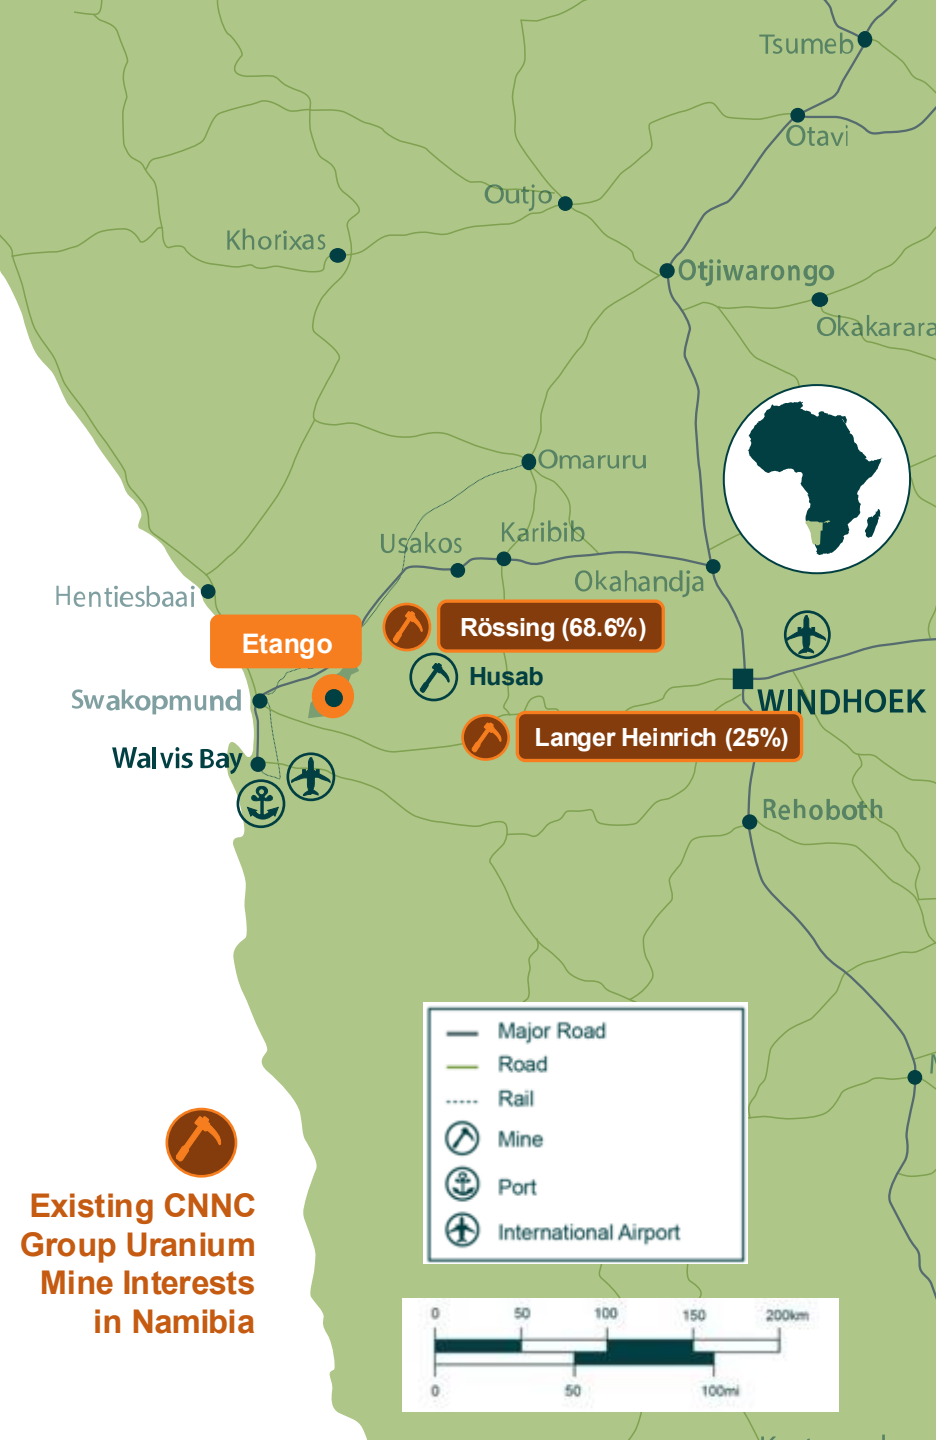 Tsumeb
Otavi
Outjo
Khorixas
Otjiwarongo
Okakarara
Omaruru
Karibib
Usakos
Okahandja
Hentiesbaai
Rössing (68.6%)
Etango
Husab
Swakopmund
WINDHOEK
Langer Heinrich (25%)
Walvis Bay
Rehoboth
Major Road
Road
Rail
Mine
Port
International Airport
Existing CNNC
Group Uranium
Mine Interests
in Namibia
0 50 100 150 200km
0 50 100mi